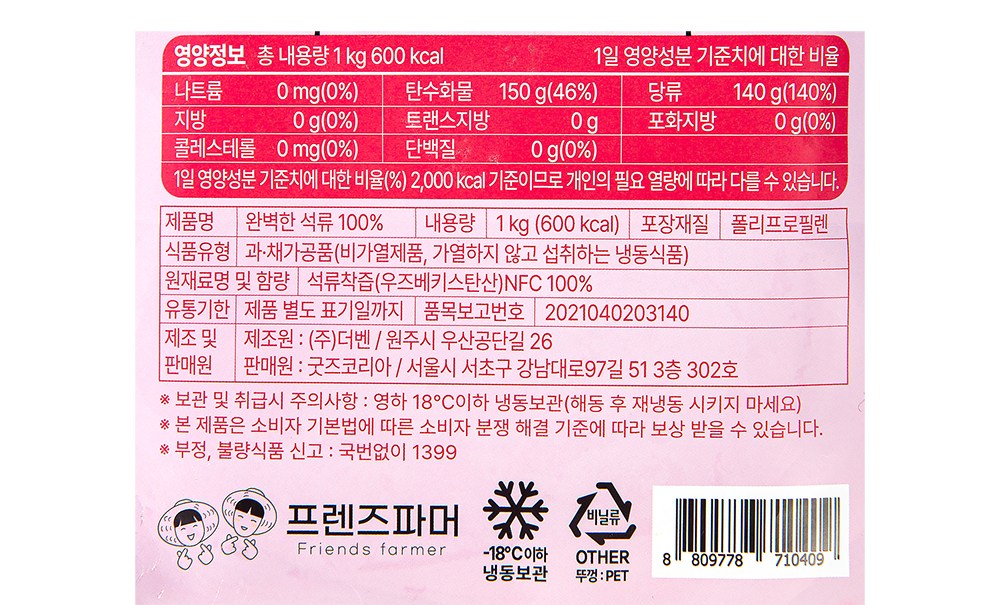 영양정보 총 내용량 1 kg 600 kcal 1일 영양성분 기준치에 대한 비율
나트륨 0 mg(0%) 탄수화물 150 g(46%) 당류 140 g(140%)
지방 0 g(0%) 트랜스지방 0 g 포화지방 0 g(0%)
콜레스테롤 0 mg(0%) 단백질 0 g(0%)
1일 영양성분 기준치에 대한 비율(%) 2,000 kcal 기준이므로 개인의 필요 열량에 따라 다를 수 있습니다.
제품명 완벽한 석류 100% 내용량 1 kg (600 kcal) 포장재질 폴리프로필렌
식품유형 과·채가공품(비가열제품, 가열하지 않고 섭취하는 냉동식품)
원재료명 및 함량 석류착즙(우즈베키스탄산)NFC 100%
유통기한 제품 별도 표기일까지 품목보고번호 2021040203140
제조 및 제조원 : (주)더벤 / 원주시 우산공단길 26
판매원 판매원 : 굿즈코리아 / 서울시 서초구 강남대로97길 51 3층 302호
※ 보관 및 취급시 주의사항 : 영하 18°C이하 냉동보관(해동 후 재냉동 시키지 마세요)
※ 본 제품은 소비자 기본법에 따른 소비자 분쟁 해결 기준에 따라 보상 받을 수 있습니다.
※ 부정, 불량식품 신고 : 국번없이 1399
프렌즈파머
Friends farmer
-18°C이하
냉동보관
비닐류
OTHER
뚜껑 : PET
8 809778 710409